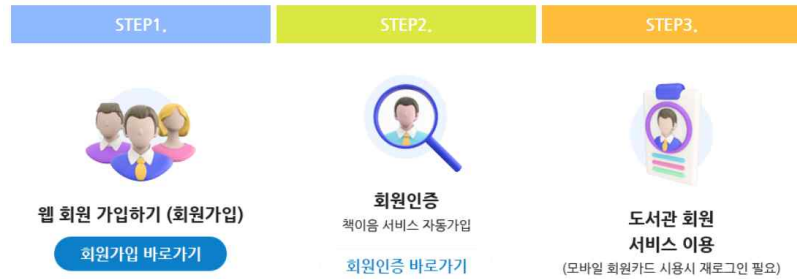 STEP1.
STEP2.
STEP3.
웹 회원 가입하기 (회원가입)
회원가입 바로가기
회원인증
책이음 서비스 자동가입
회원인증 바로가기
도서관 회원
서비스 이용
(모바일 회원카드 시용시 재로그인 필요)